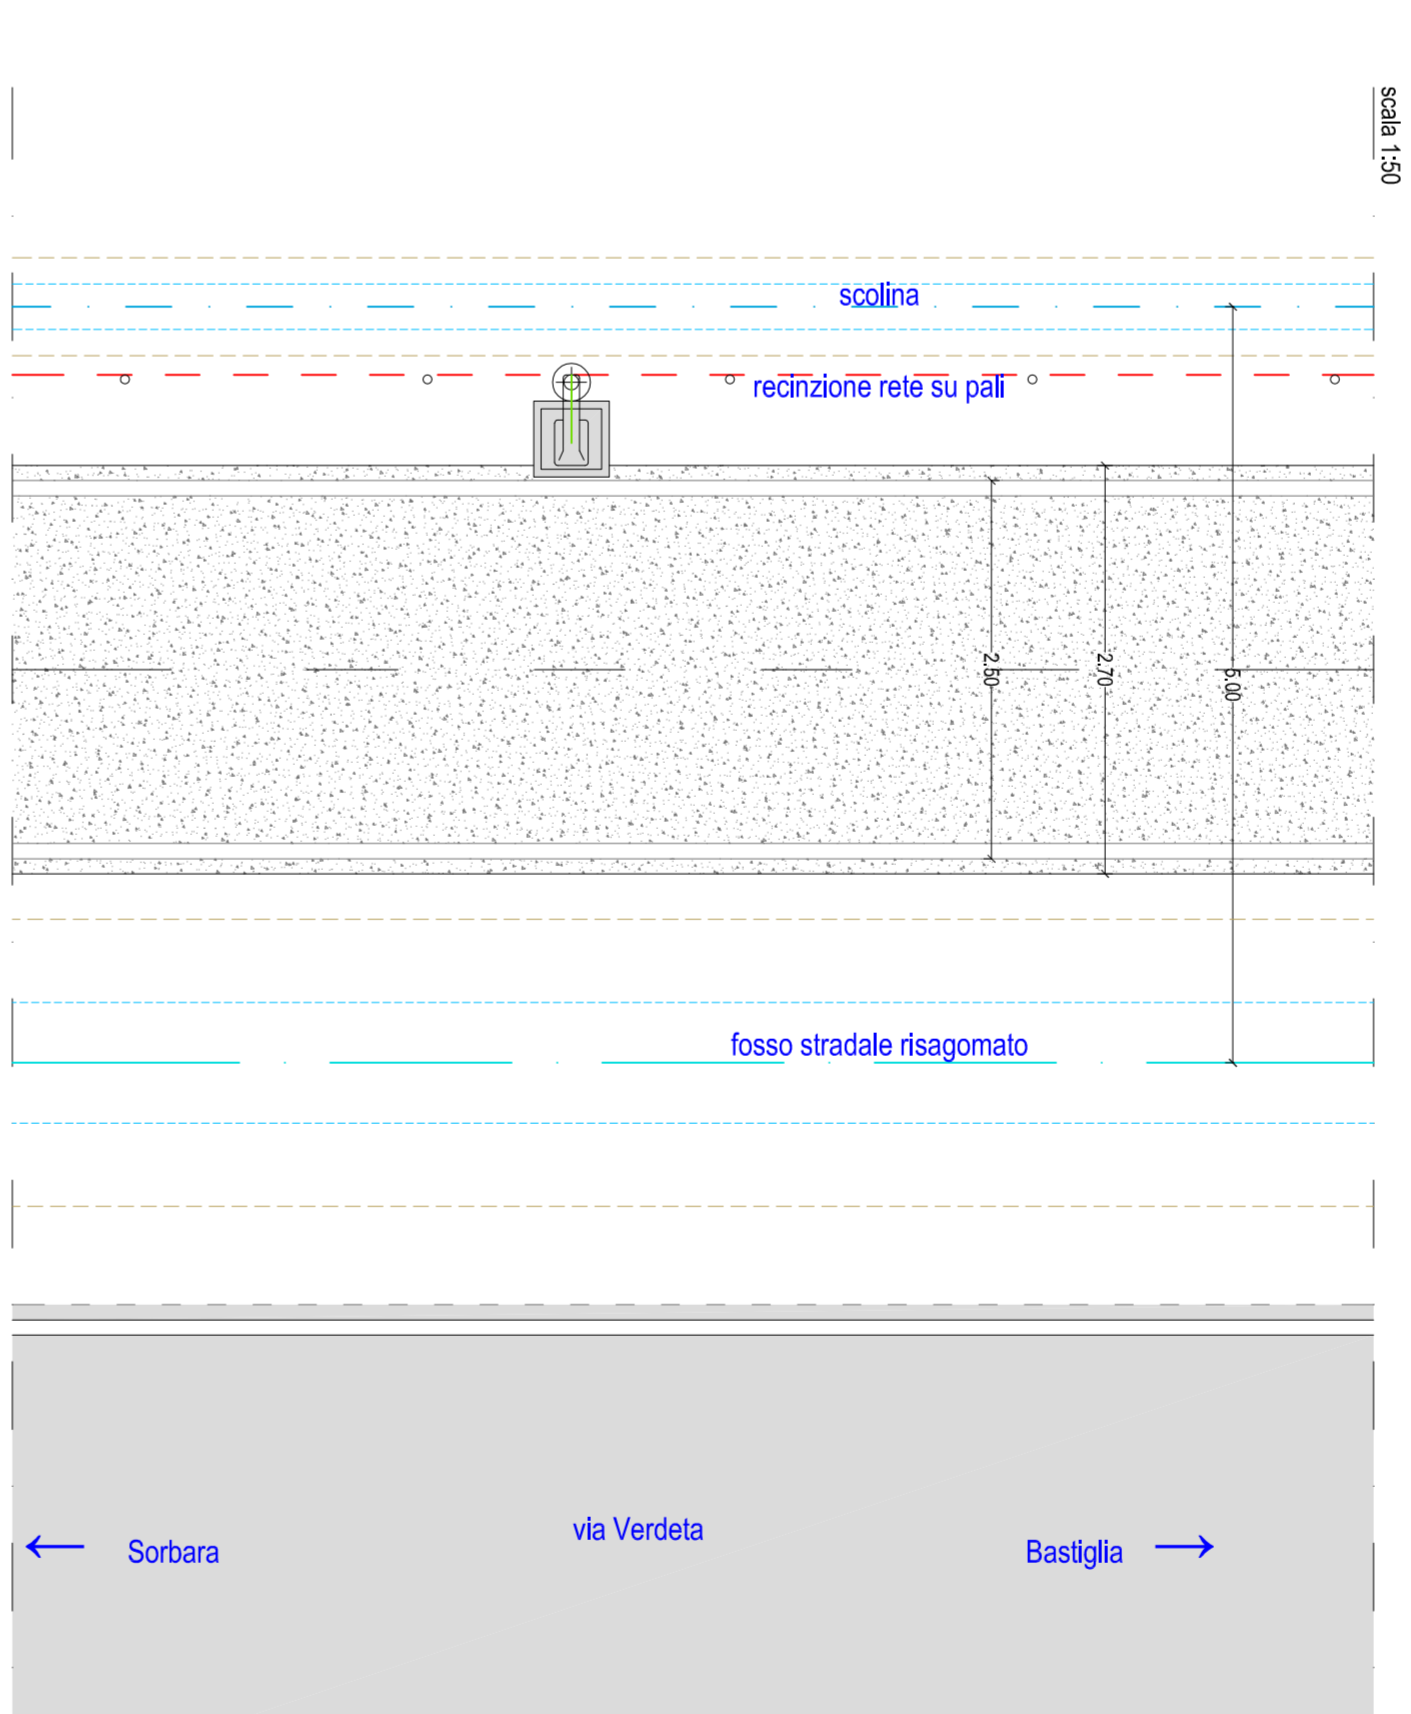 scala 1:50
scolina
recinzione rete su pali
2.50
2.70
5.00
fosso stradale risagomato
via Verdeta
Sorbara
Bastiglia